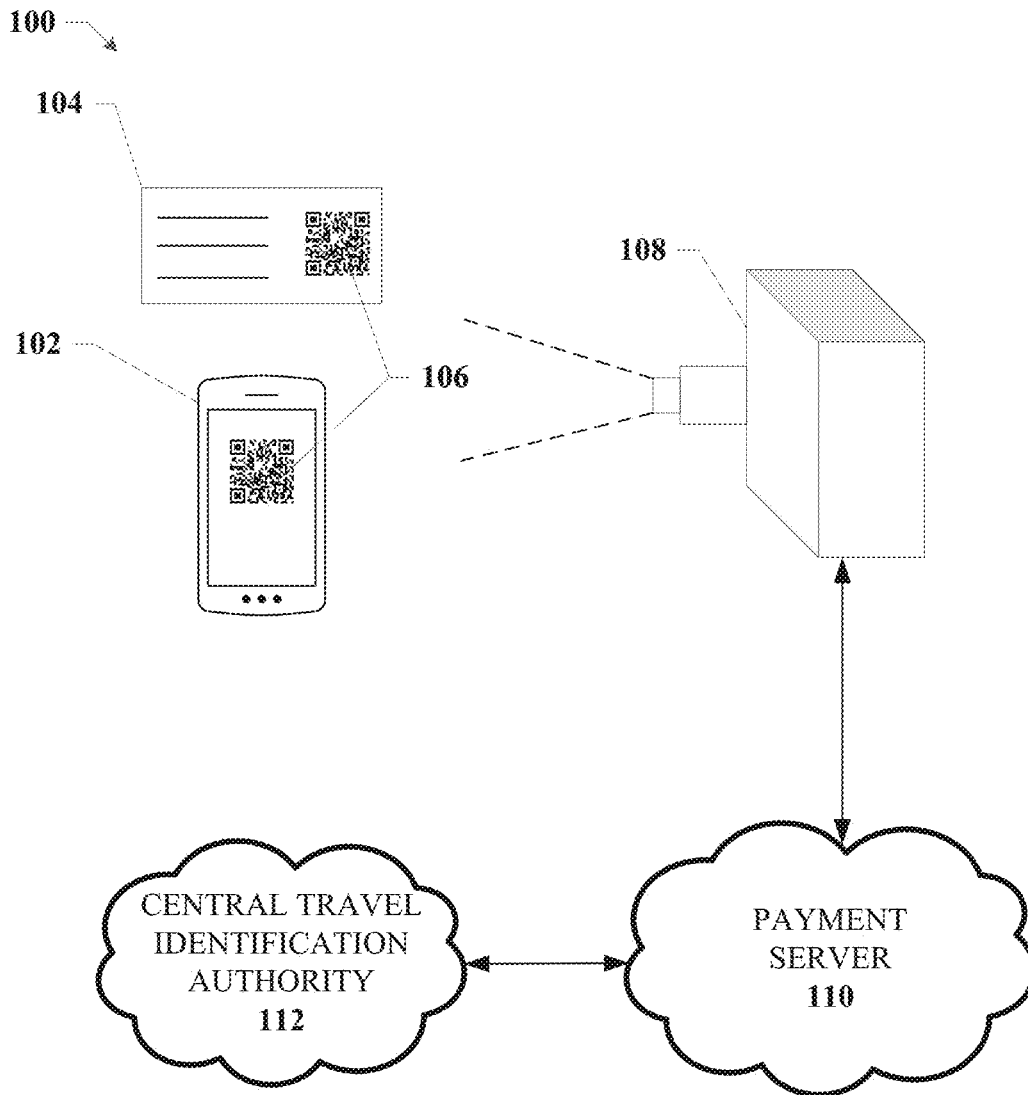 100
104
108
102
106
CENTRAL TRAVEL
IDENTIFICATION
AUTHORITY
112
PAYMENT
SERVER
110